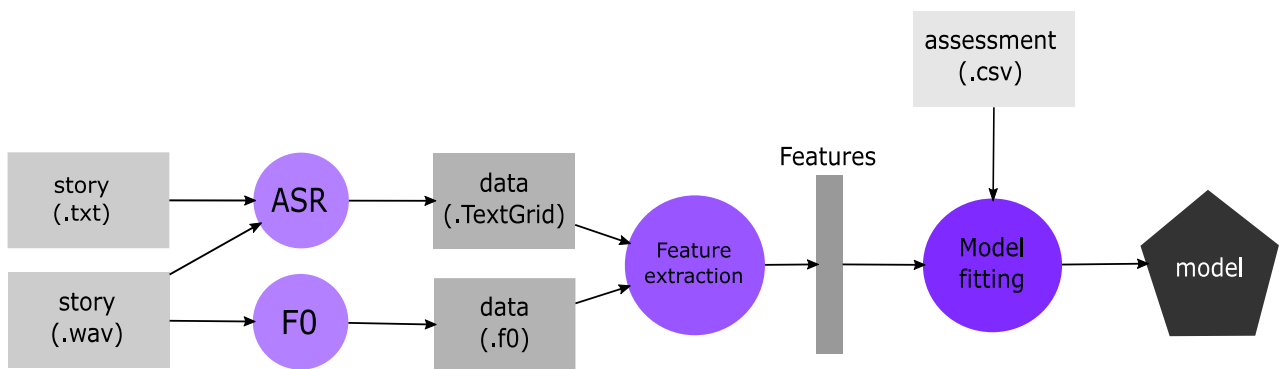 assessment
(.csv)
Features
story
(.txt)
ASR
data
(.TextGrid)
Feature
extraction
Model
fitting
model
story
(.wav)
F0
data
(.f0)